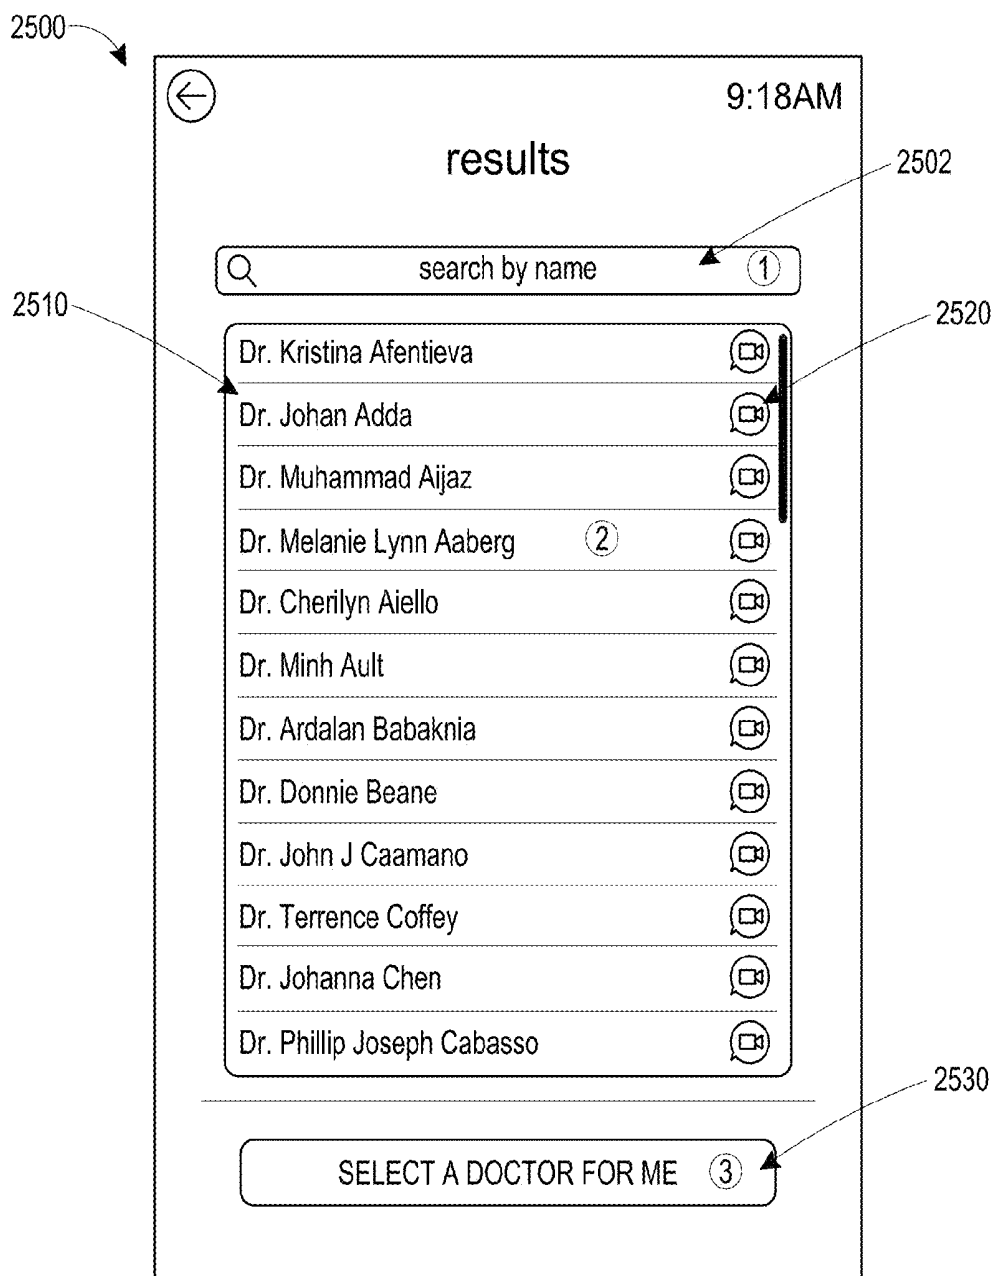 2500
9:18AM
results
2502
search by name ①
2510
2520
Dr. Kristina Afentieva
Dr. Johan Adda
Dr. Muhammad Aijaz
Dr. Melanie Lynn Aaberg ②
Dr. Cherilyn Aiello
Dr. Minh Ault
Dr. Ardalan Babaknia
Dr. Donnie Beane
Dr. John J Caamano
Dr. Terrence Coffey
Dr. Johanna Chen
Dr. Phillip Joseph Cabasso
2530
SELECT A DOCTOR FOR ME ③